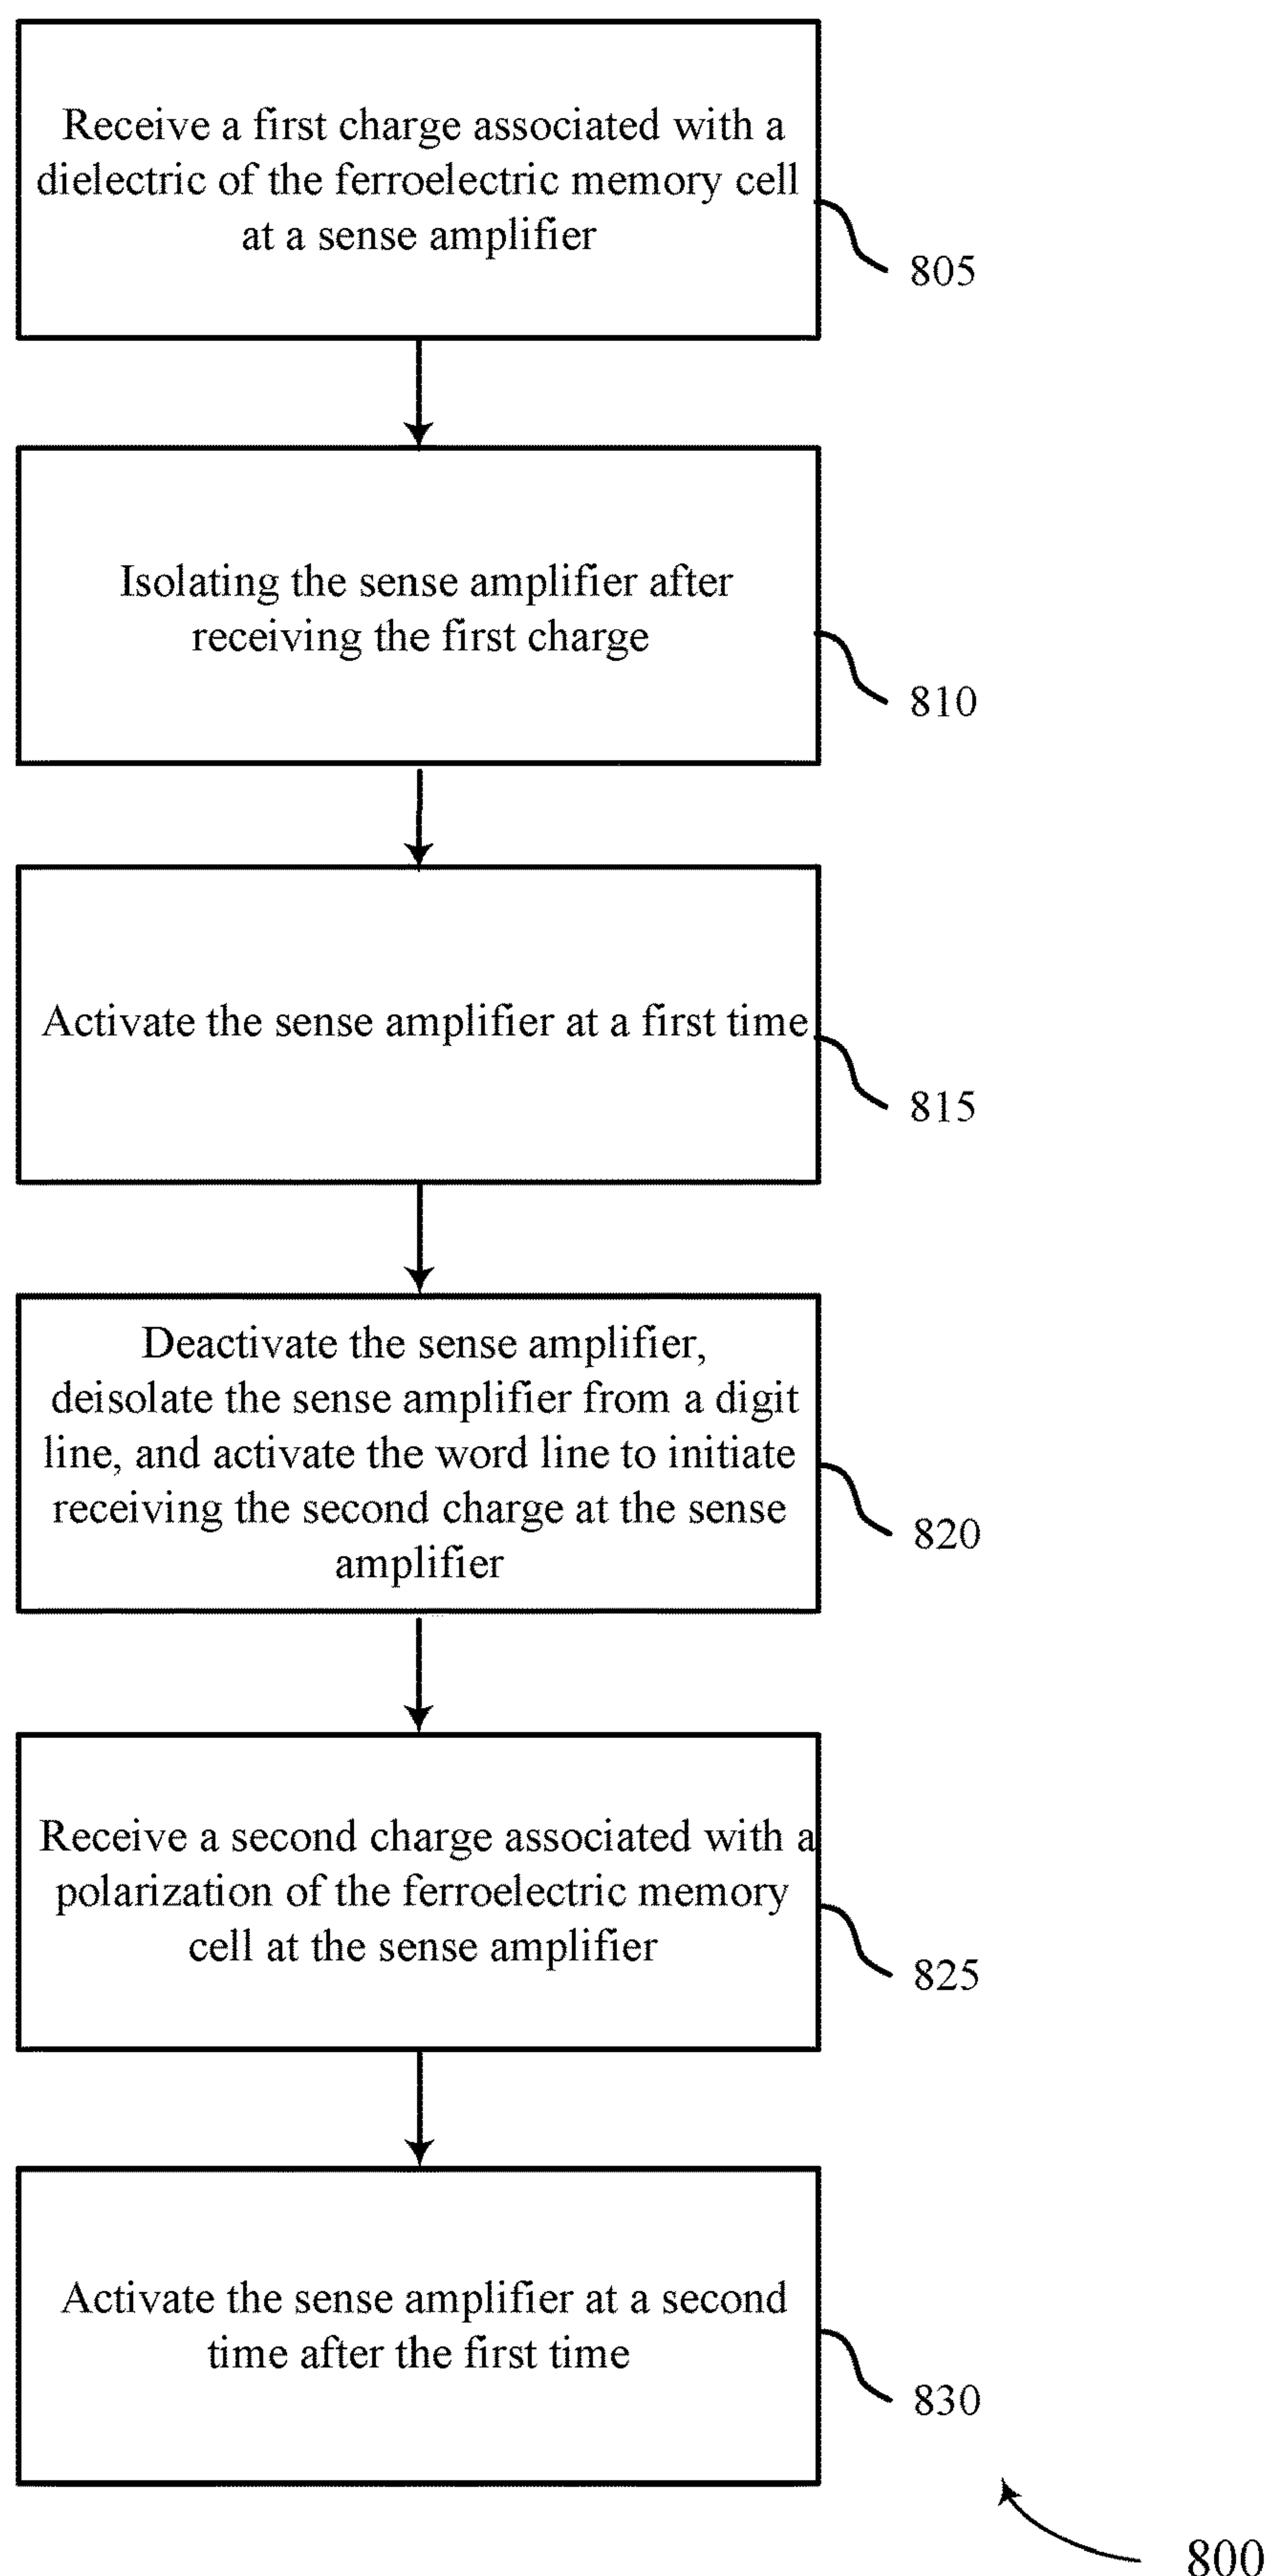 Receive a first charge associated with a
dielectric of the ferroelectric memory cell
at a sense amplifier
805
Isolating the sense amplifier after
receiving the first charge
810
Activate the sense amplifier at a first time
815
Deactivate the sense amplifier,
deisolate the sense amplifier from a digit
line, and activate the word line to initiate
receiving the second charge at the sense
amplifier
820
Receive a second charge associated with a
polarization of the ferroelectric memory
cell at the sense amplifier
825
Activate the sense amplifier at a second
time after the first time
830
800